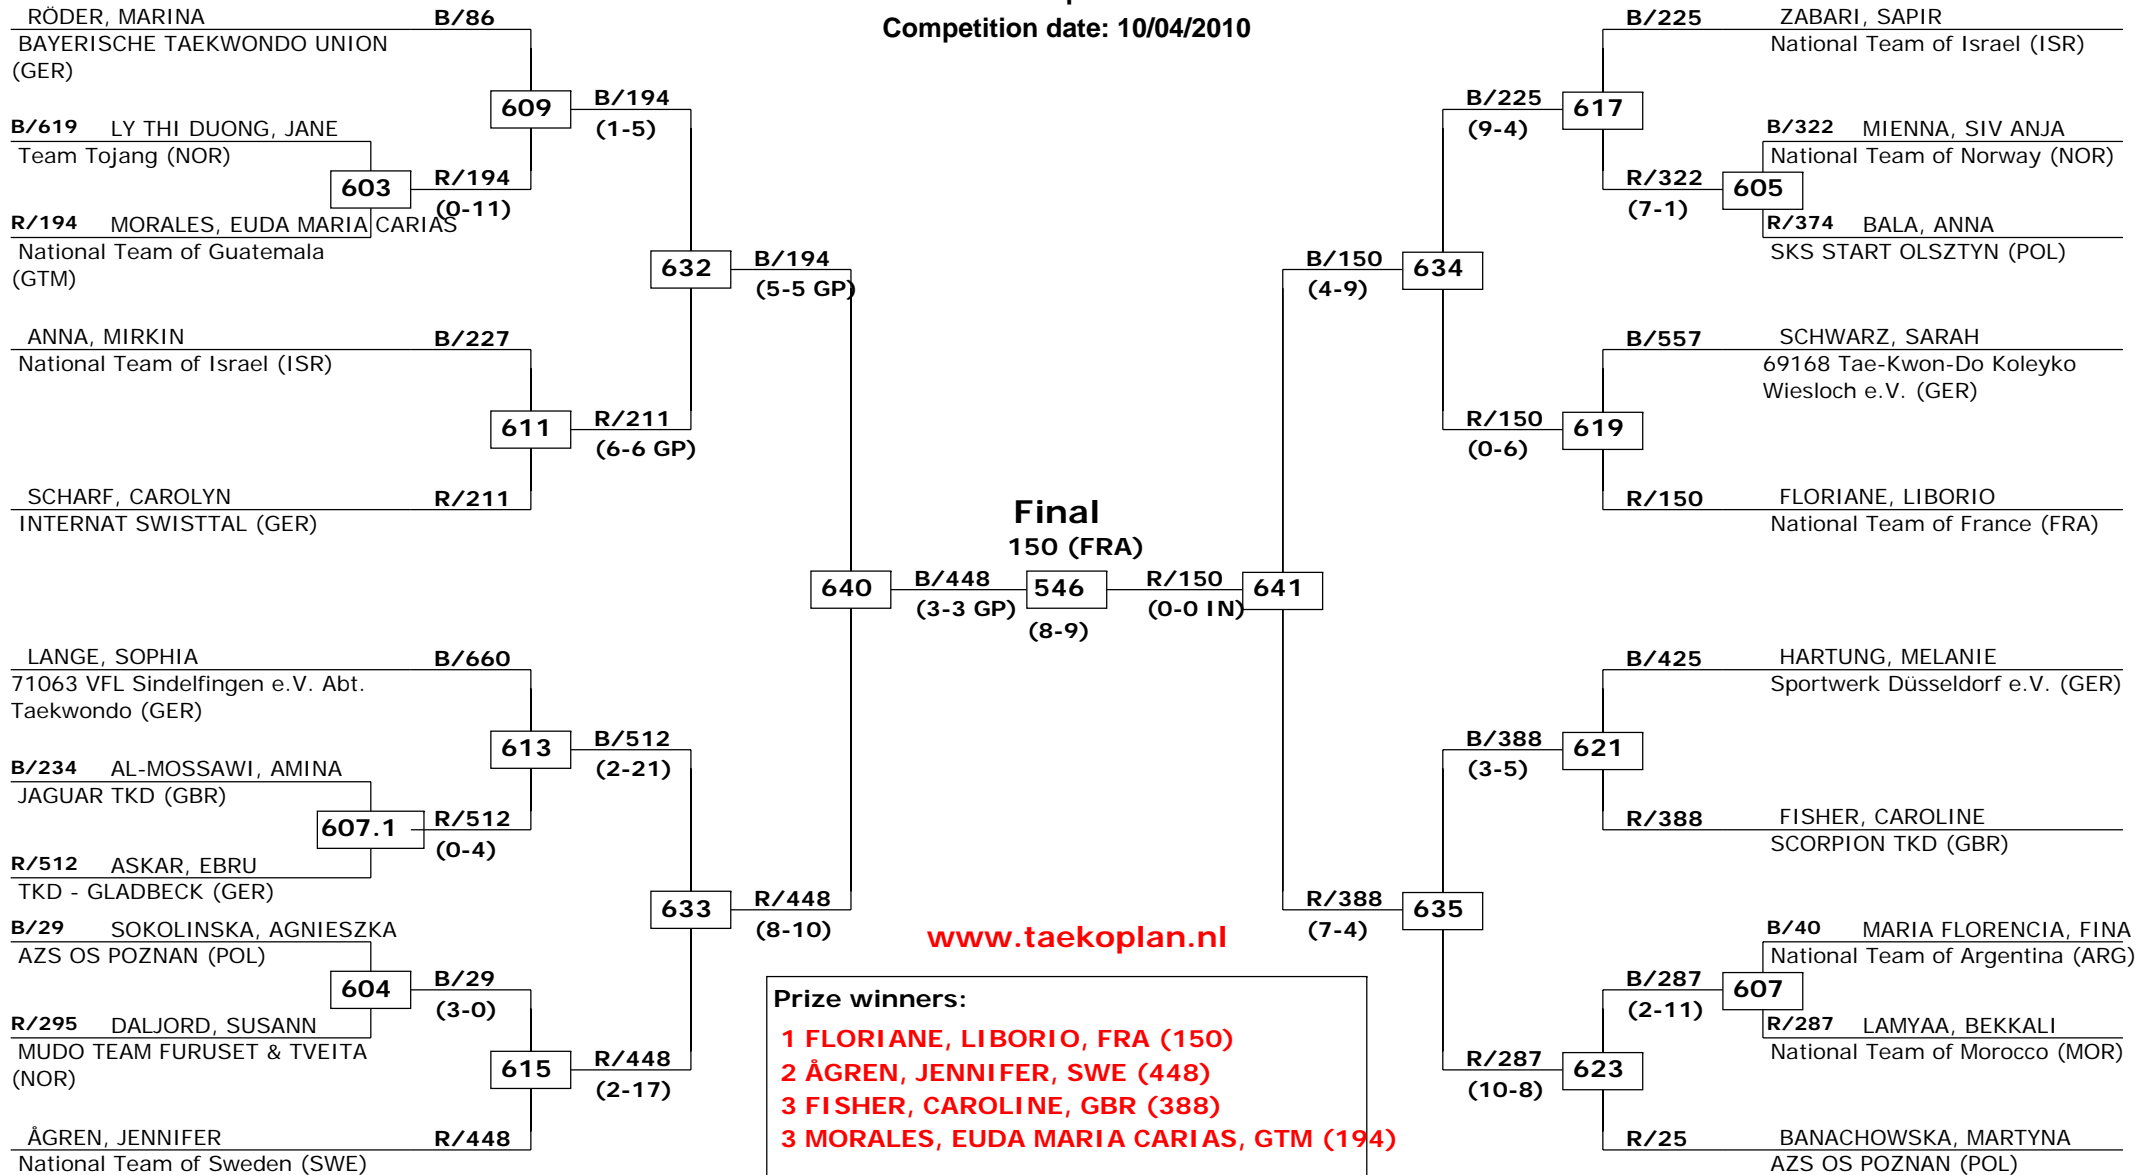 Competition date: 10/04/2010
RÖDER, MARINA
B/86
BAYERISCHE TAEKWONDO UNION
(GER)
609
B/194
(1-5)
B/619 LY THI DUONG, JANE
Team Tojang (NOR)
603
R/194
(0-11)
R/194 MORALES, EUDA MARIA CARIAS
National Team of Guatemala
(GTM)
632
B/194
(5-5 GP)
ANNA, MIRKIN
B/227
National Team of Israel (ISR)
611
R/211
(6-6 GP)
SCHARF, CAROLYN
R/211
INTERNAT SWISTTAL (GER)
640
B/448
(3-3 GP)
LANGE, SOPHIA
B/660
71063 VFL Sindelfingen e.V. Abt.
Taekwondo (GER)
613
B/512
(2-21)
B/234 AL-MOSSAWI, AMINA
JAGUAR TKD (GBR)
607.1
R/512
(0-4)
R/512 ASKAR, EBRU
TKD - GLADBECK (GER)
633
R/448
(8-10)
B/29 SOKOLINSKA, AGNIESZKA
AZS OS POZNAN (POL)
604
B/29
(3-0)
R/295 DALJORD, SUSANN
MUDO TEAM FURUSET & TVEITA
(NOR)
615
R/448
(2-17)
ÅGREN, JENNIFER
R/448
National Team of Sweden (SWE)
Final
150 (FRA)
546
(8-9)
R/150
(0-0 IN)
641
B/225 ZABARI, SAPIR
National Team of Israel (ISR)
B/225
(9-4)
617
B/322 MIENNA, SIV ANJA
National Team of Norway (NOR)
R/322
(7-1)
605
R/374 BALA, ANNA
SKS START OLSZTYN (POL)
B/150
(4-9)
634
B/557 SCHWARZ, SARAH
69168 Tae-Kwon-Do Koleyko
Wiesloch e.V. (GER)
R/150
(0-6)
619
R/150 FLORIANE, LIBORIO
National Team of France (FRA)
B/425 HARTUNG, MELANIE
Sportwerk Düsseldorf e.V. (GER)
B/388
(3-5)
621
R/388 FISHER, CAROLINE
SCORPION TKD (GBR)
R/388
(7-4)
635
B/40 MARIA FLORENCIA, FINA
National Team of Argentina (ARG)
B/287
(2-11)
607
R/287 LAMYAA, BEKKALI
National Team of Morocco (MOR)
R/287
(10-8)
623
R/25 BANACHOWSKA, MARTYNA
AZS OS POZNAN (POL)
www.taekoplan.nl
Prize winners:
1 FLORIANE, LIBORIO, FRA (150)
2 ÅGREN, JENNIFER, SWE (448)
3 FISHER, CAROLINE, GBR (388)
3 MORALES, EUDA MARIA CARIAS, GTM (194)